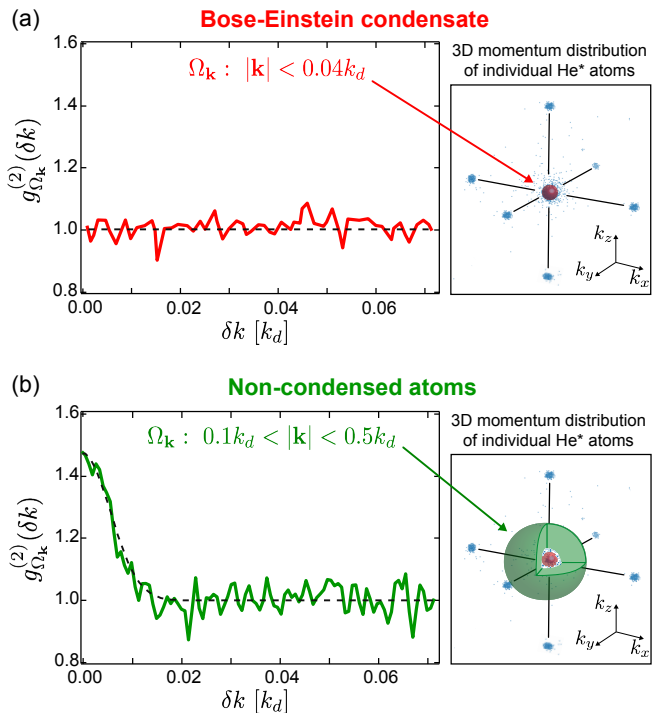 (a)
Bose-Einstein condensate
1.6
1.4
1.2
1.0
0.8
g^{(2)}_{Ω_k}(δk)
Ω_k : |k| < 0.04k_d
0.00
0.02
0.04
0.06
δk [k_d]
3D momentum distribution
of individual He* atoms
k_z
k_y
k_x
(b)
Non-condensed atoms
1.6
1.4
1.2
1.0
0.8
g^{(2)}_{Ω_k}(δk)
Ω_k : 0.1k_d < |k| < 0.5k_d
0.00
0.02
0.04
0.06
δk [k_d]
3D momentum distribution
of individual He* atoms
k_z
k_y
k_x